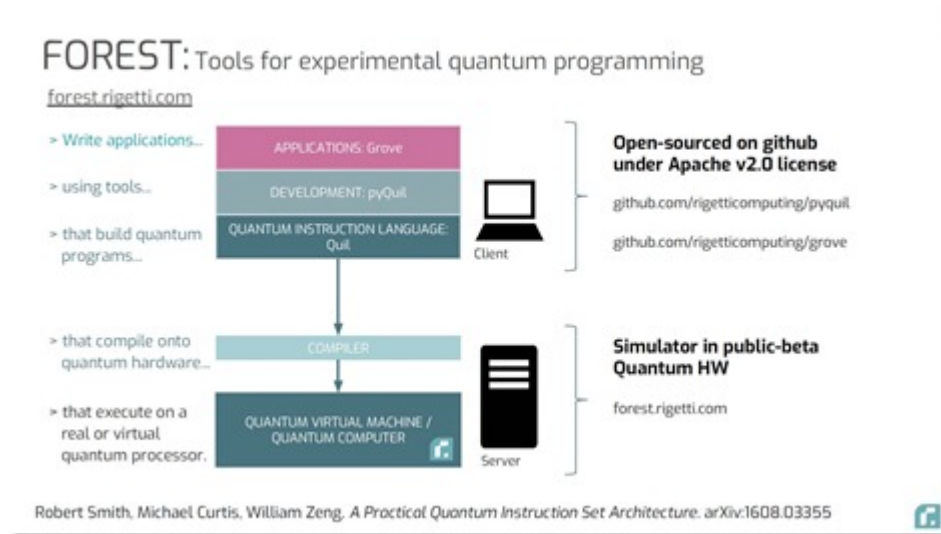 FOREST: Tools for experimental quantum programming
forest.rigetti.com
> Write applications...
> using tools...
> that build quantum
programs...
APPLICATIONS: Grove
DEVELOPMENT: pyQuil
QUANTUM INSTRUCTION LANGUAGE:
Quil
Client
Open-sourced on github
under Apache v2.0 license
github.com/rigetticomputing/pyquil
github.com/rigetticomputing/grove
> that compile onto
quantum hardware...
> that execute on a
real or virtual
quantum processor.
COMPILER
QUANTUM VIRTUAL MACHINE /
QUANTUM COMPUTER
r.
Server
Simulator in public-beta
Quantum HW
forest.rigetti.com
Robert Smith, Michael Curtis, William Zeng. A Practical Quantum Instruction Set Architecture. arXiv:1608.03355
r.